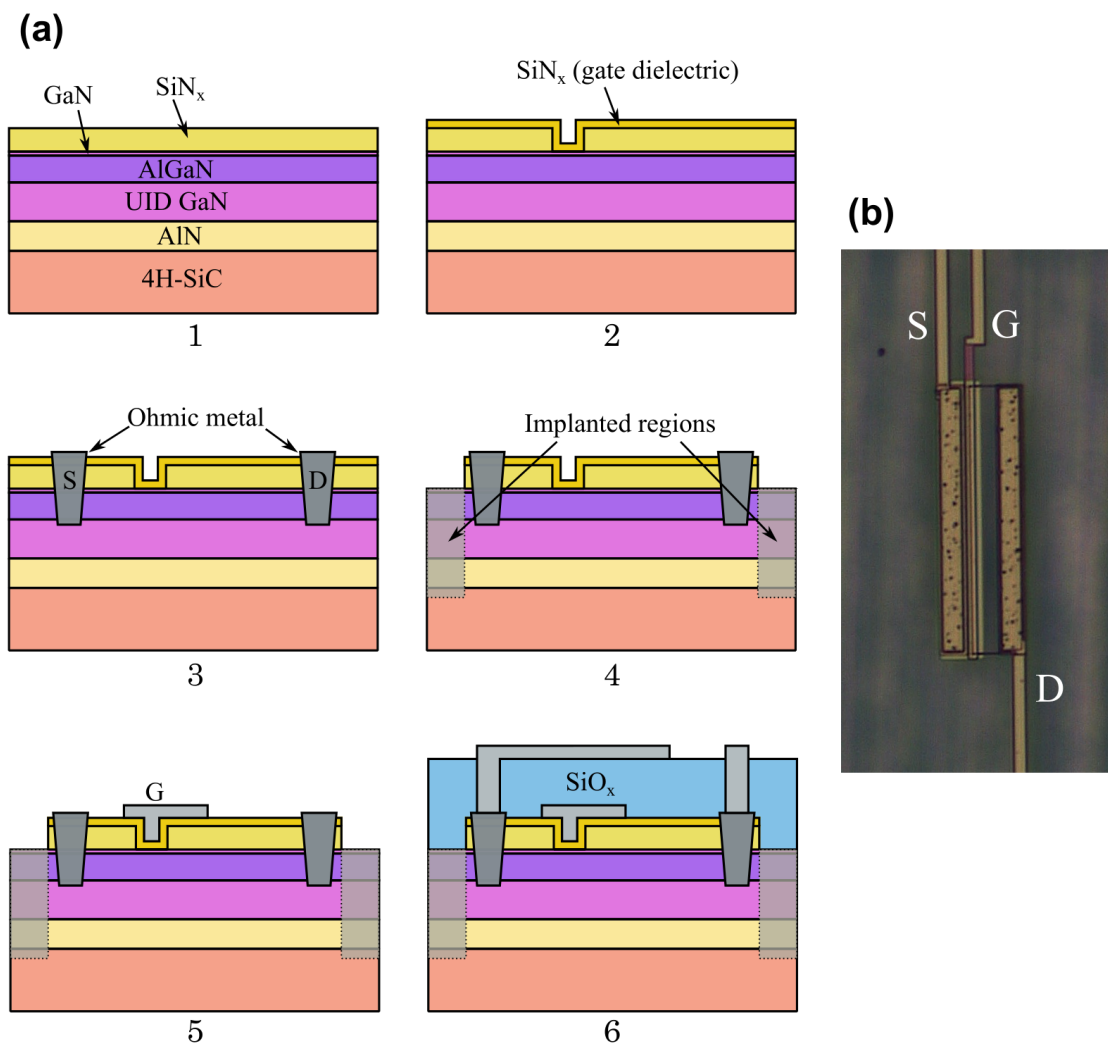 (a)
GaN
SiNₓ
AlGaN
UID GaN
AlN
4H-SiC
1
SiNₓ (gate dielectric)
2
Ohmic metal
S
D
3
Implanted regions
4
G
5
SiOₓ
6
(b)
S
G
D